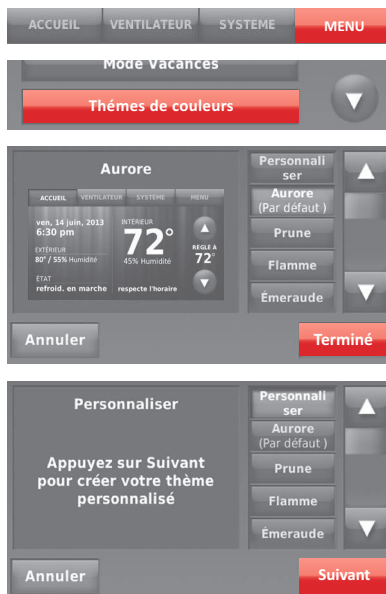 ACCUEIL VENTILATEUR SYSTEME MENU
Mode Vacances
Thémes de couleurs
Aurore
ACCUEIL VENTILATEUR SYSTEME MENU
ven, 14 juin, 2013
6:30 pm
EXTÉRIEUR
80° / 55% Humidité
ÉTAT
refroid. en marche
INTÉRIEUR
72°
45% Humidité
respecte l'horaire
RÉGLÉ À
72°
Personnali
ser
Aurore
(Par défaut )
Prune
Flamme
Émeraude
Annuler
Terminé
Personnaliser
Appuyez sur Suivant
pour créer votre thème
personnalisé
Personnali
ser
Aurore
(Par défaut )
Prune
Flamme
Émeraude
Annuler
Suivant